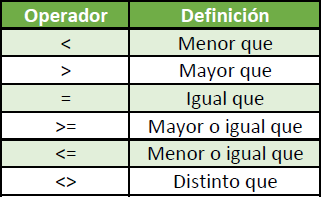 Operador Definición
< Menor que
> Mayor que
= Igual que
>= Mayor o igual que
<= Menor o igual que
<> Distinto que